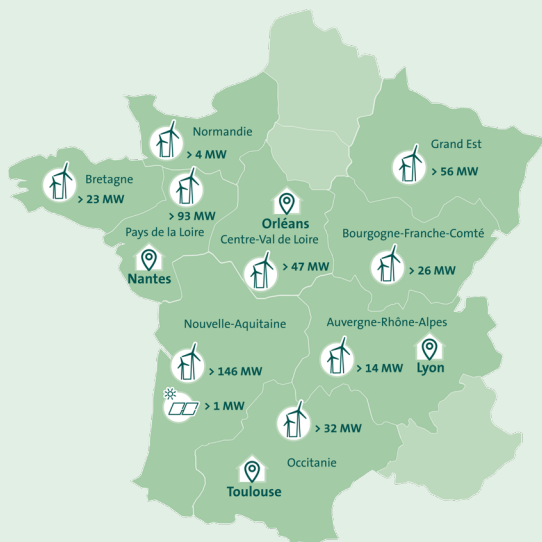 Normandie
> 4 MW
Grand Est
> 56 MW
Bretagne
> 23 MW
> 93 MW
Pays de la Loire
Nantes
Orléans
Centre-Val de Loire
> 47 MW
Bourgogne-Franche-Comté
> 26 MW
Nouvelle-Aquitaine
> 146 MW
> 1 MW
Auvergne-Rhône-Alpes
> 14 MW
Lyon
> 32 MW
Occitanie
Toulouse